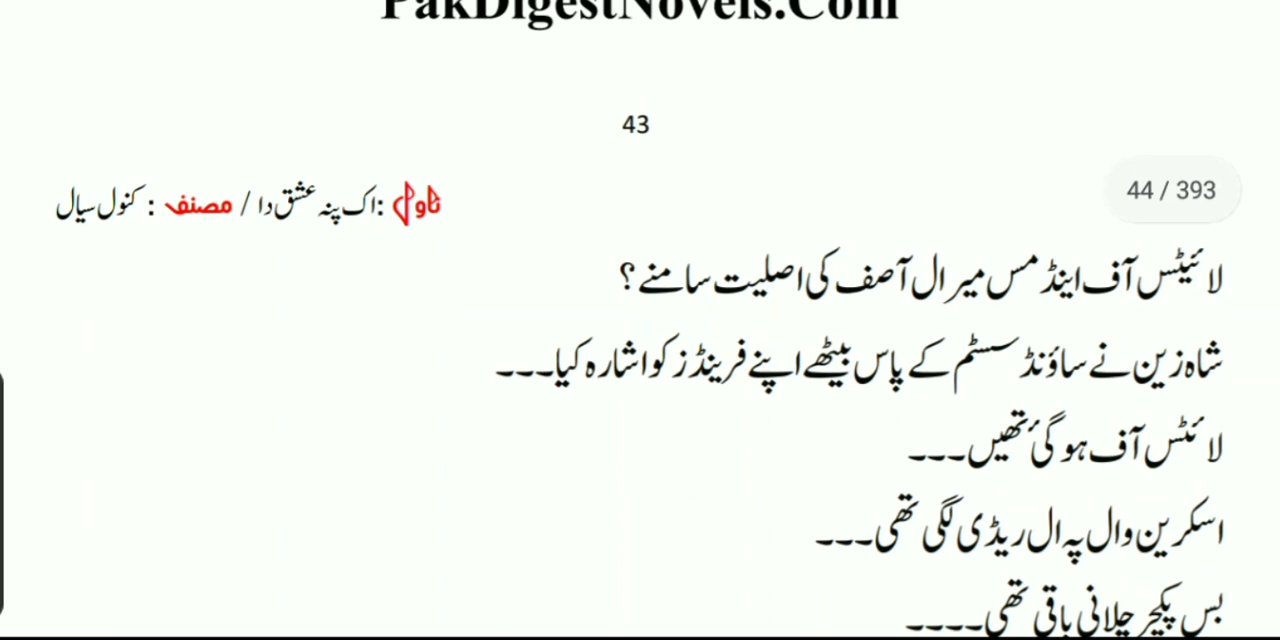 PakDigestNovels.Com
43
ناول :اک پنہ عشق دا / مصنف : کنول سیال
44 / 393
لائیٹس آف اینڈ مس میرال آصف کی اصلیت سامنے؟
شاہ زین نے ساؤنڈ سسٹم کے پاس بیٹھے اپنے فرینڈز کو اشارہ کیا۔۔۔
لائٹس آف ہو گئ تھیں۔۔۔
اسکرین وال پہ ال ریڈی لگی تھی۔۔۔
بس پکچر چلانی باقی تھی۔۔۔۔